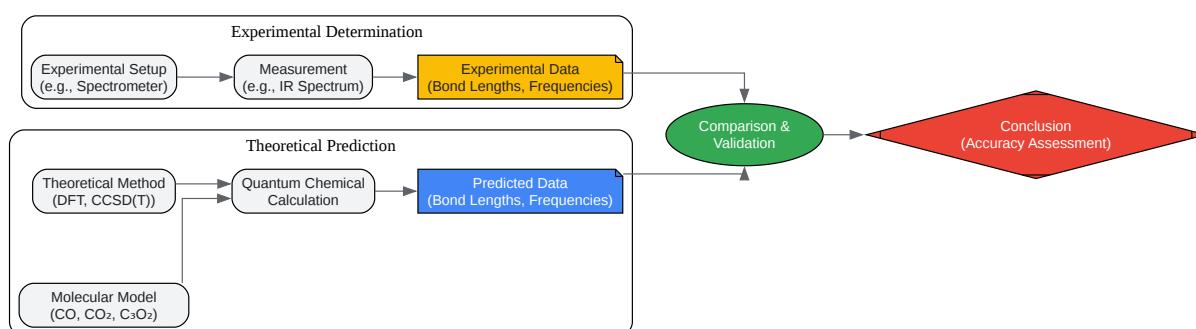 Experimental Determination
Experimental Setup
(e.g., Spectrometer)
Measurement
(e.g., IR Spectrum)
Experimental Data
(Bond Lengths, Frequencies)
Comparison &
Validation
Conclusion
(Accuracy Assessment)
Theoretical Prediction
Theoretical Method
(DFT, CCSD(T))
Quantum Chemical
Calculation
Predicted Data
(Bond Lengths, Frequencies)
Molecular Model
(CO, CO₂, C₃O₂)